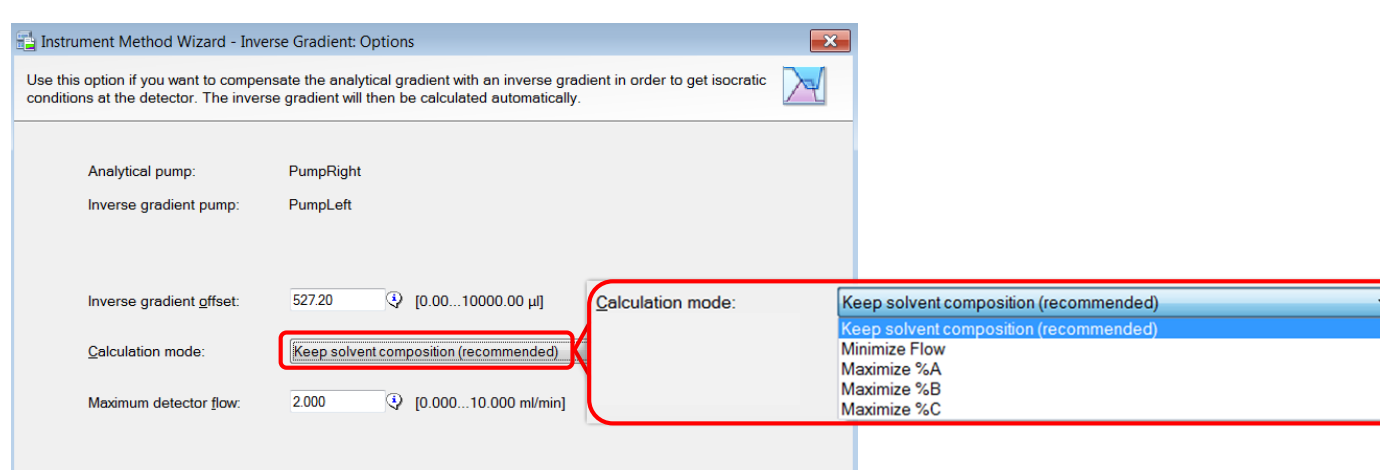 Instrument Method Wizard - Inverse Gradient: Options
Use this option if you want to compensate the analytical gradient with an inverse gradient in order to get isocratic
conditions at the detector. The inverse gradient will then be calculated automatically.
Analytical pump: PumpRight
Inverse gradient pump: PumpLeft
Inverse gradient offset: 527.20 [0.00...10000.00 µl]
Calculation mode: Keep solvent composition (recommended)
Maximum detector flow: 2.000 [0.000...10.000 ml/min]
Calculation mode: Keep solvent composition (recommended)
Keep solvent composition (recommended)
Minimize Flow
Maximize %A
Maximize %B
Maximize %C